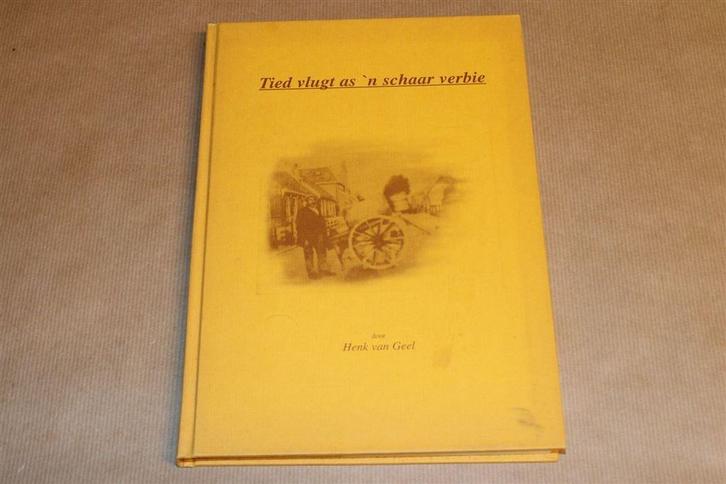 Tied vlugt as `n schaar verbie
door
Henk van Geel